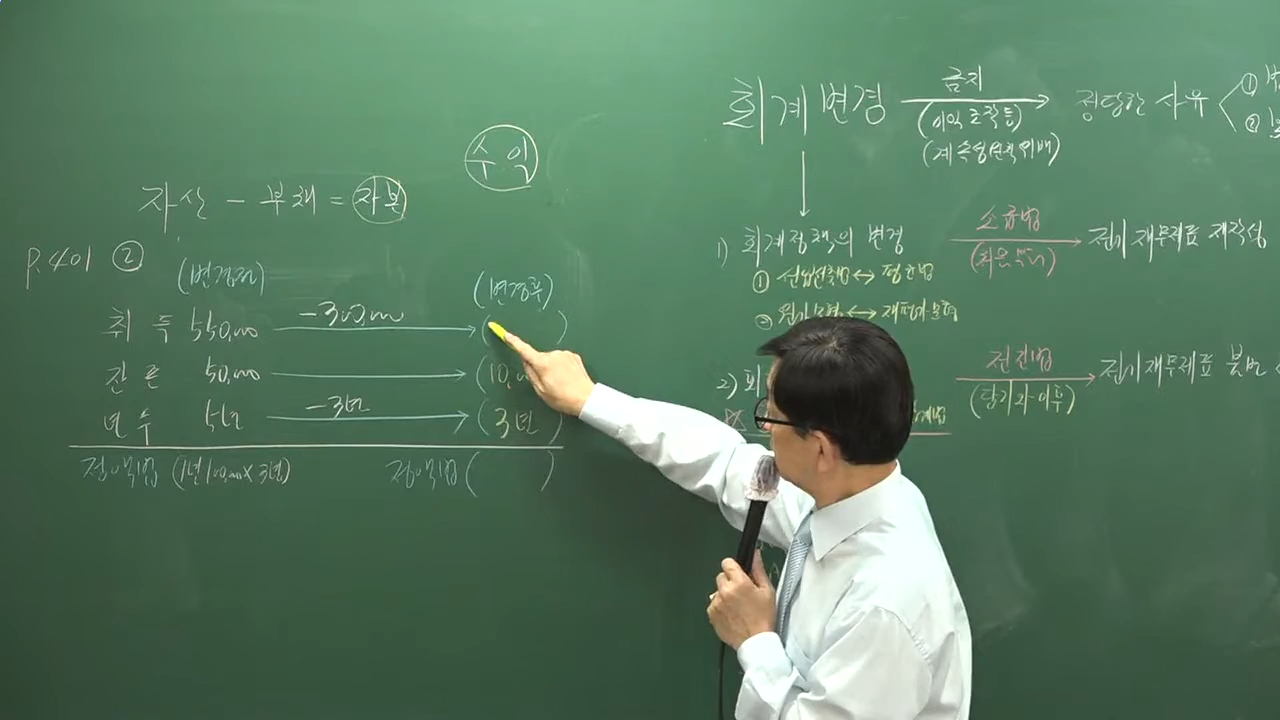 수익
자산 - 부채 = 자본
P.401 ②
(변경전)
(변경후)
취득 550,000 -300,000 ( )
잔존 50,000 (10,
연수 5년 -3년 (3년)
정액법 (1년 100,000 × 3년) 정액법 ( )
회계변경 금지 정당한 사유 ①
(이익조작등) ②
(계속성원칙위배)
1) 회계정책의 변경 소급법 전기재무제표 재작성
① 선입선출법 ↔ 평균법
② 원가모형 ↔ 재평가모형
2) 회 전진법 전기재무제표 불변
(당기와 이후)